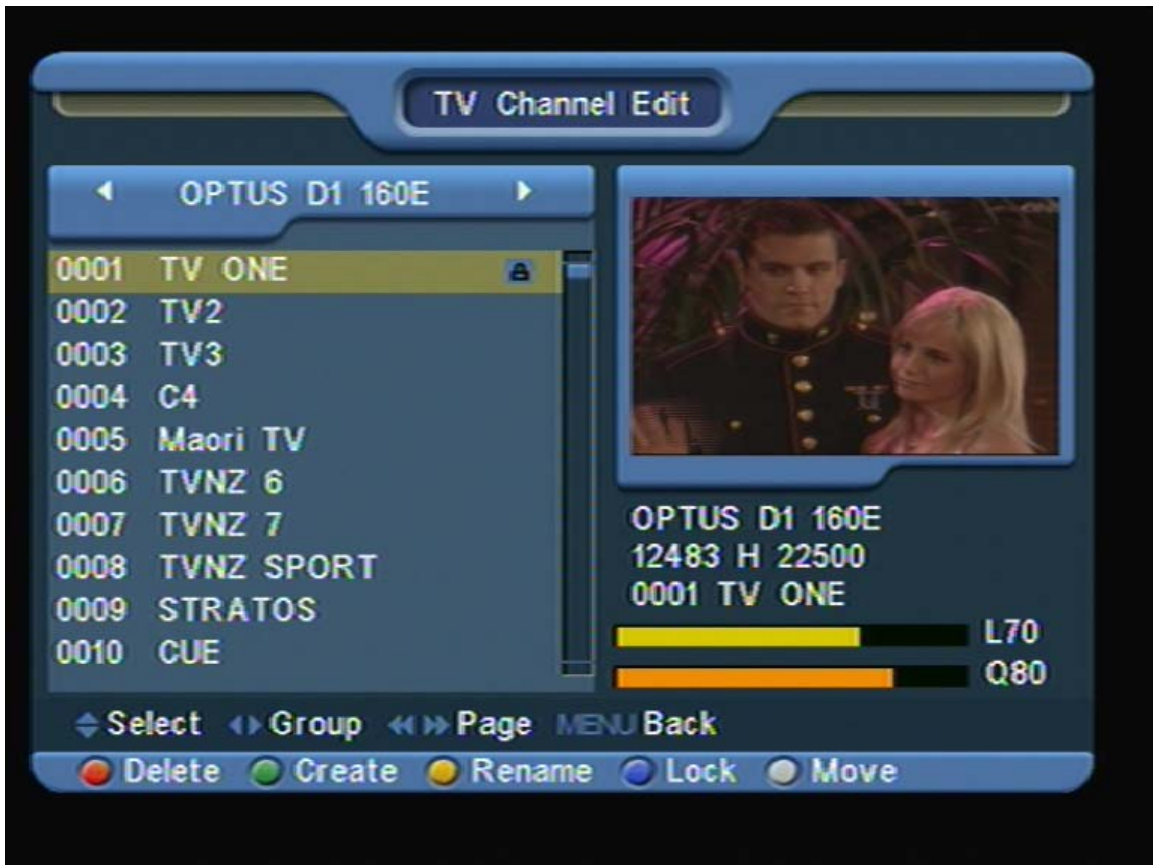 TV Channel Edit
OPTUS D1 160E
0001 TV ONE
0002 TV2
0003 TV3
0004 C4
0005 Maori TV
0006 TVNZ 6
0007 TVNZ 7
0008 TVNZ SPORT
0009 STRATOS
0010 CUE
OPTUS D1 160E
12483 H 22500
0001 TV ONE
L70
Q80
Select Group Page MENU Back
Delete Create Rename Lock Move